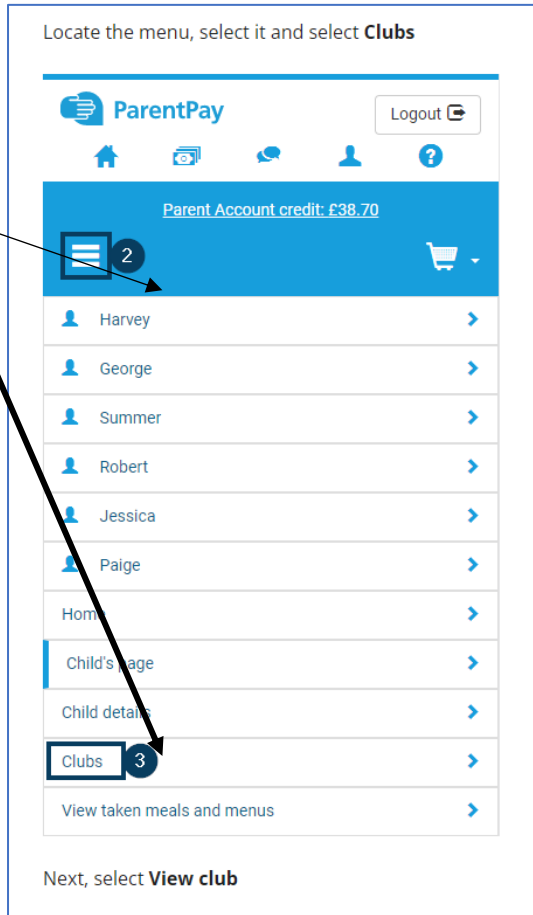 Locate the menu, select it and select Clubs
ParentPay
Logout
Parent Account credit: £38.70
2
Harvey
George
Summer
Robert
Jessica
Paige
Home
Child's page
Child details
Clubs 3
View taken meals and menus
Next, select View club